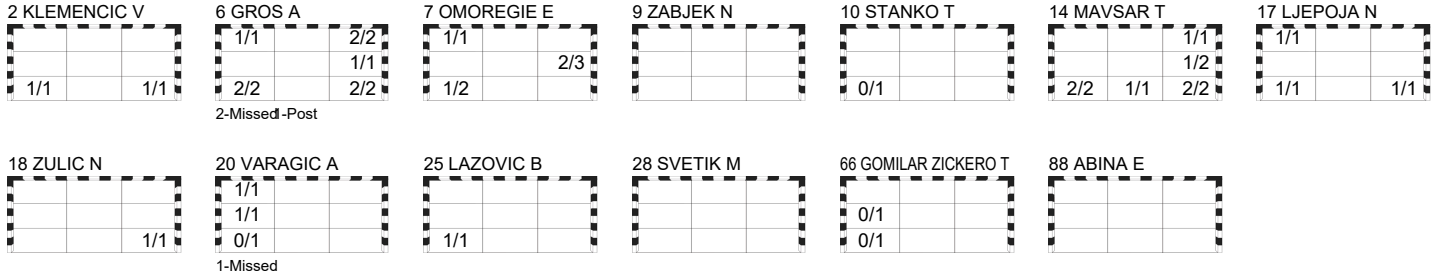 2 KLEMENCIC V 6 GROS A 7 OMOREGIE E 9 ZABJEK N 10 STANKO T 14 MAVSAR T 17 LJEPOJA N
1/1 2/2 1/1 1/1 1/1
1/1 2/3 1/2
1/1 1/1 2/2 2/2 1/2 0/1 2/2 1/1 2/2 1/1 1/1
2-Missed1-Post
18 ZULIC N 20 VARAGIC A 25 LAZOVIC B 28 SVETIK M 66 GOMILAR ZICKERO T 88 ABINA E
1/1
1/1 0/1
1/1 0/1 1/1 0/1
1-Missed